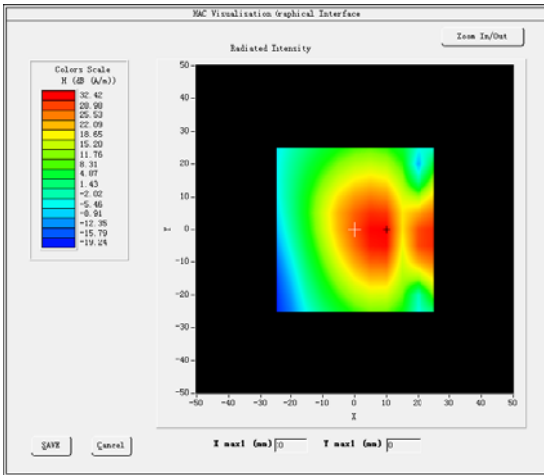 HAC Visualization Graphical Interface
Zoom In/Out
Radiated Intensity
Colors Scale
H (dB (A/m))
32.42
28.98
25.53
22.09
18.65
15.20
11.76
8.31
4.87
1.43
-2.02
-5.46
-8.91
-12.35
-15.79
-19.24
50
40
30
20
10
Y
0
-10
-20
-30
-40
-50
-50 -40 -30 -20 -10 0 10 20 30 40 50
X
SAVE
Cancel
X max1 (mm) 0
Y max1 (mm) 0